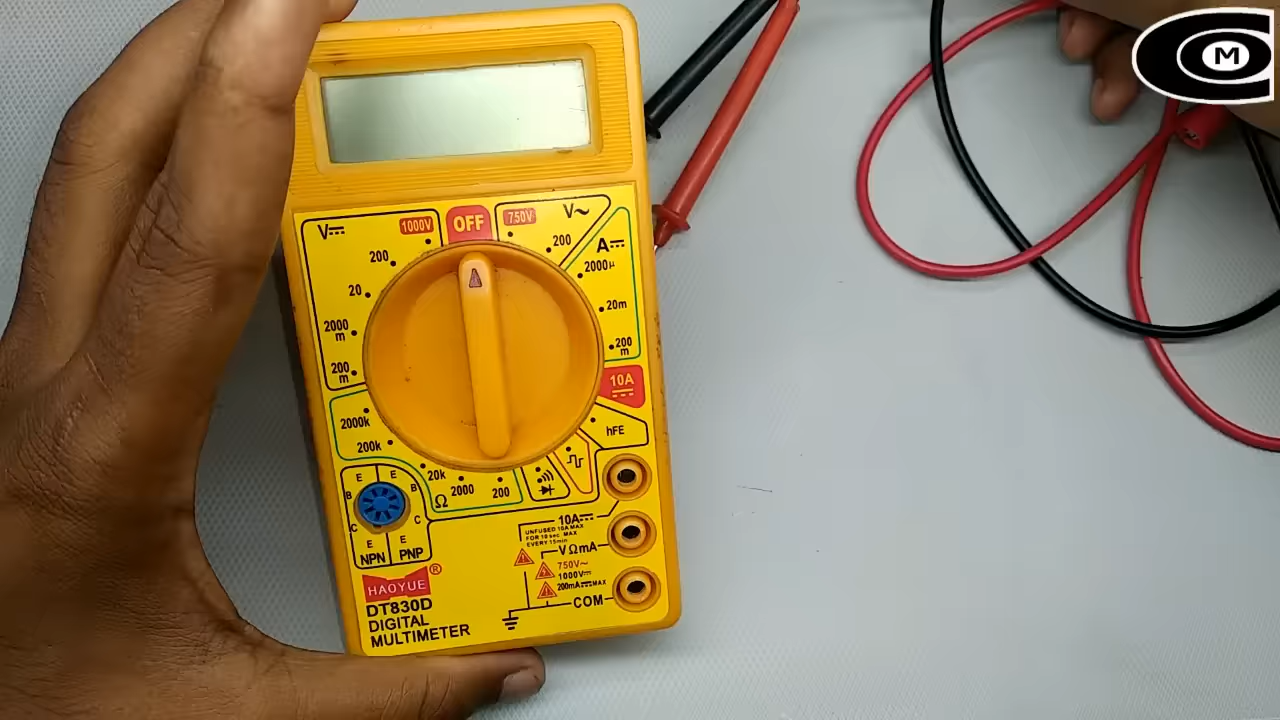 V⎓ 1000V OFF 750V V~
200 200 A⎓
20 2000µ
2000
m 20m
200
m 200
m
10A⎓
2000k hFE
200k
20k
Ω 2000 200
E E
B B
C C
E E
NPN PNP
10A⎓
UNFUSED 10A MAX
FOR 10 sec MAX
EVERY 15min
VΩmA
750V~
1000V⎓
200mA⎓MAX
COM
HAOYUE®
DT830D
DIGITAL
MULTIMETER
M